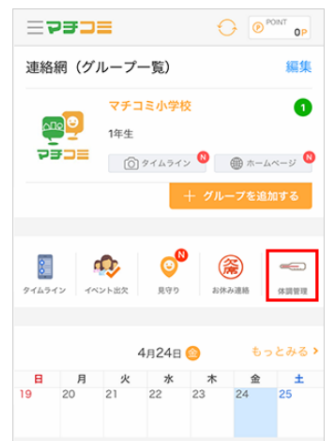 マチコミ
P POINT
0P
連絡網（グループ一覧） 編集
マチコミ小学校 1
1年生
マチコミ
タイムライン N ホームページ N
＋ グループを追加する
N
欠席
タイムライン イベント出欠 見守り お休み連絡 体調管理
4月24日 金 もっとみる >
日 月 火 水 木 金 土
19 20 21 22 23 24 25